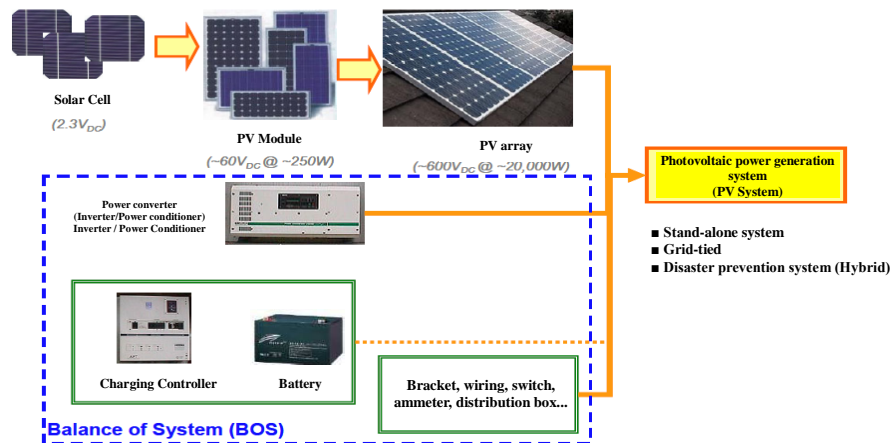 Solar Cell
(2.3VDC)
PV Module
(~60VDC @ ~250W)
PV array
(~600VDC @ ~20,000W)
Photovoltaic power generation
system
(PV System)
Power converter
(Inverter/Power conditioner)
Inverter / Power Conditioner
■ Stand-alone system
■ Grid-tied
■ Disaster prevention system (Hybrid)
Charging Controller
Battery
Bracket, wiring, switch,
ammeter, distribution box...
Balance of System (BOS)